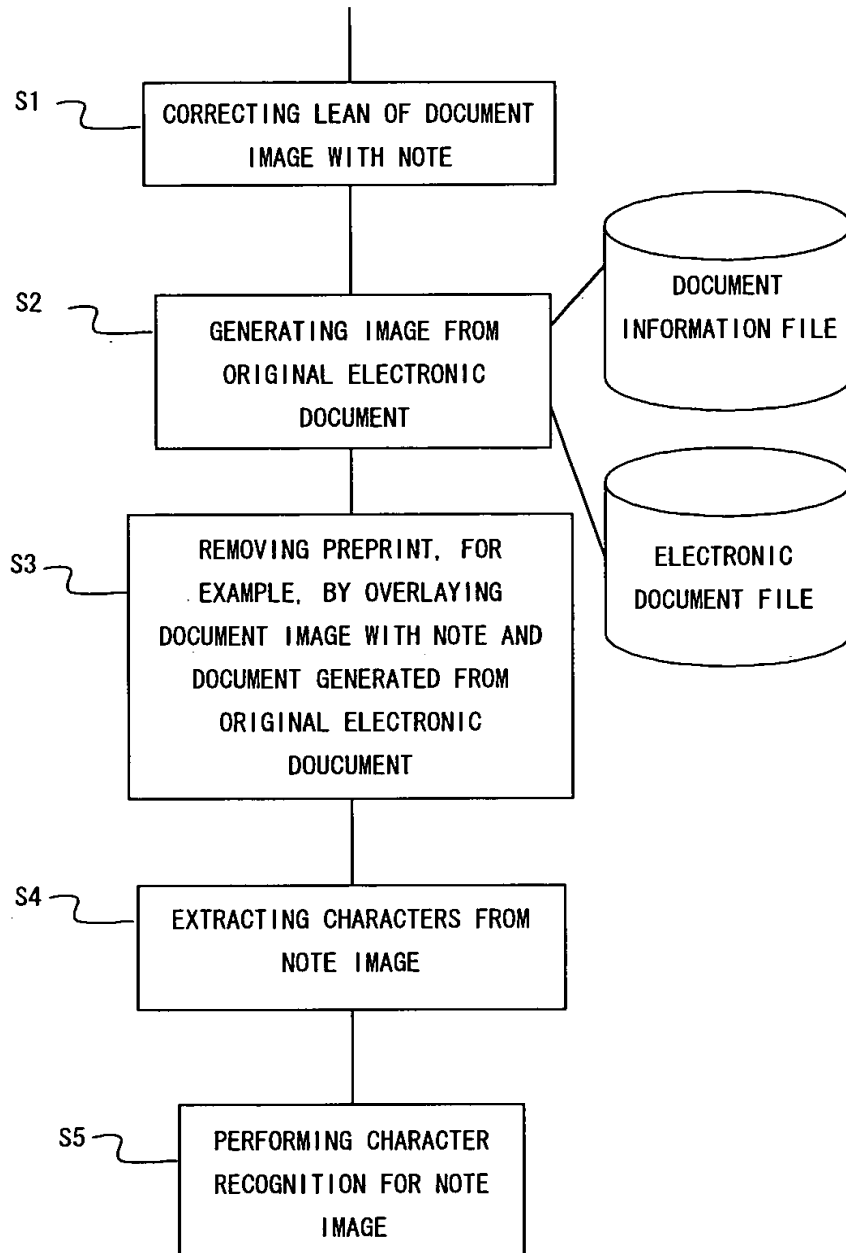 S1
CORRECTING LEAN OF DOCUMENT
IMAGE WITH NOTE
S2
GENERATING IMAGE FROM
ORIGINAL ELECTRONIC
DOCUMENT
DOCUMENT
INFORMATION FILE
ELECTRONIC
DOCUMENT FILE
S3
REMOVING PREPRINT, FOR
EXAMPLE, BY OVERLAYING
DOCUMENT IMAGE WITH NOTE AND
DOCUMENT GENERATED FROM
ORIGINAL ELECTRONIC
DOUCUMENT
S4
EXTRACTING CHARACTERS FROM
NOTE IMAGE
S5
PERFORMING CHARACTER
RECOGNITION FOR NOTE
IMAGE